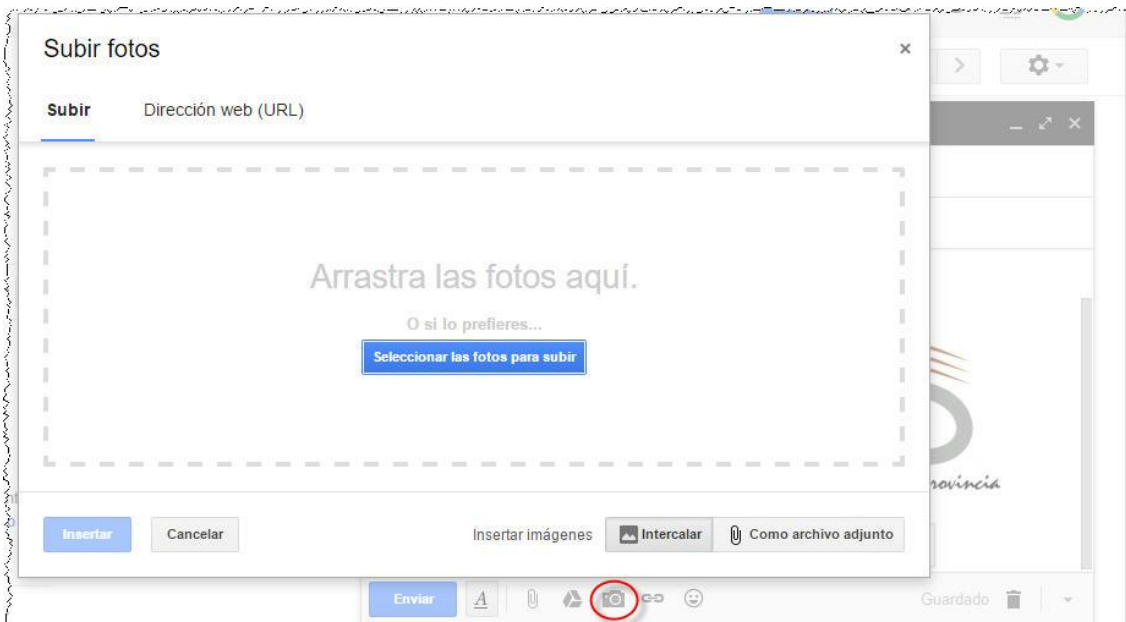 Subir fotos
Subir Dirección web (URL)
Arrastra las fotos aquí.
O si lo prefieres...
Seleccionar las fotos para subir
rovincia
Insertar Cancelar Insertar imágenes Intercalar Como archivo adjunto
Enviar A Guardado